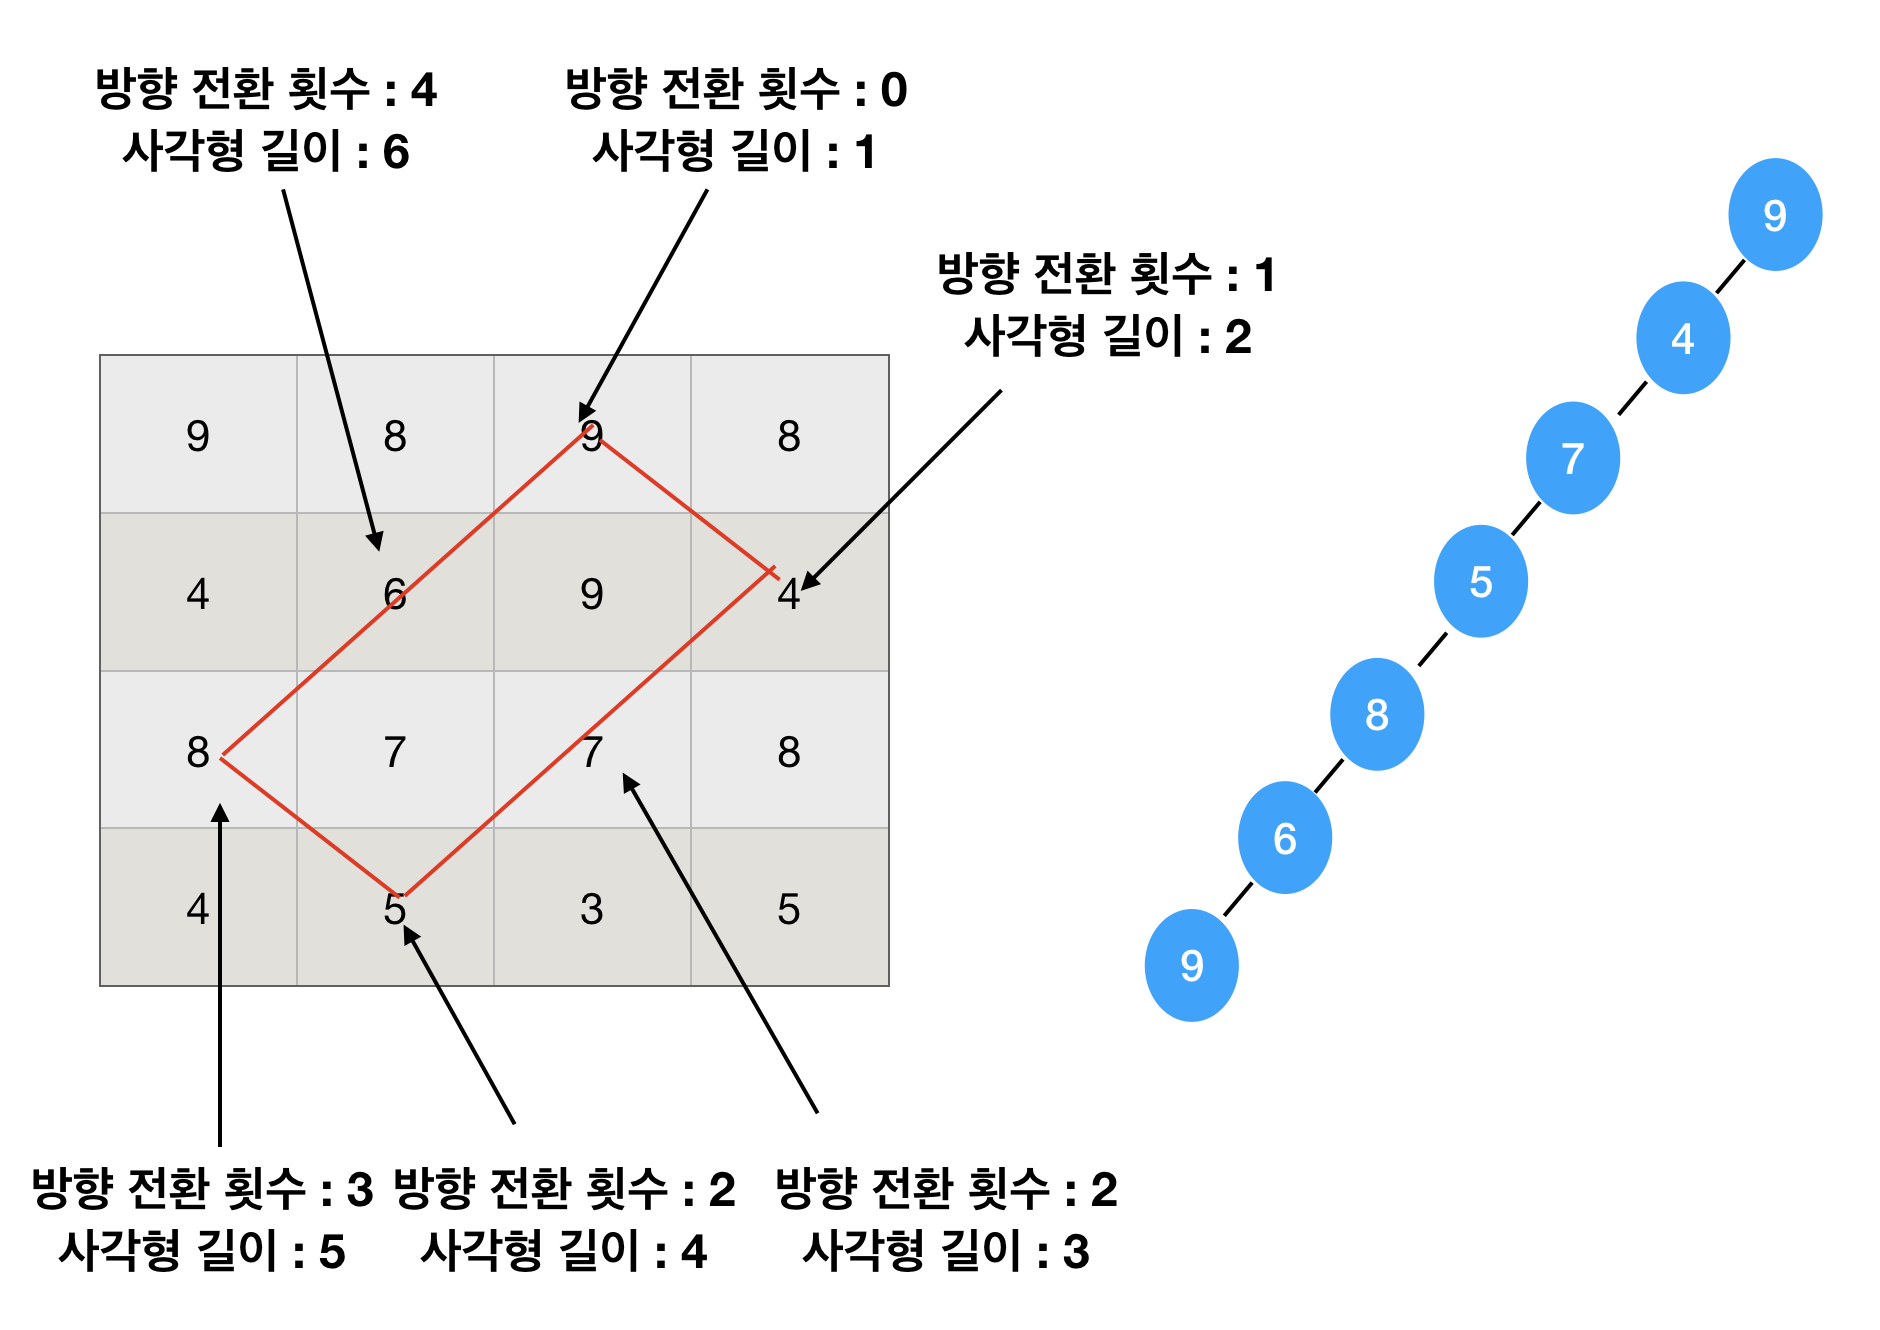 방향 전환 횟수 : 4
사각형 길이 : 6
방향 전환 횟수 : 0
사각형 길이 : 1
방향 전환 횟수 : 1
사각형 길이 : 2
9 8 9 8
4 6 9 4
8 7 7 8
4 5 3 5
방향 전환 횟수 : 3
사각형 길이 : 5
방향 전환 횟수 : 2
사각형 길이 : 4
방향 전환 횟수 : 2
사각형 길이 : 3
9
4
7
5
8
6
9